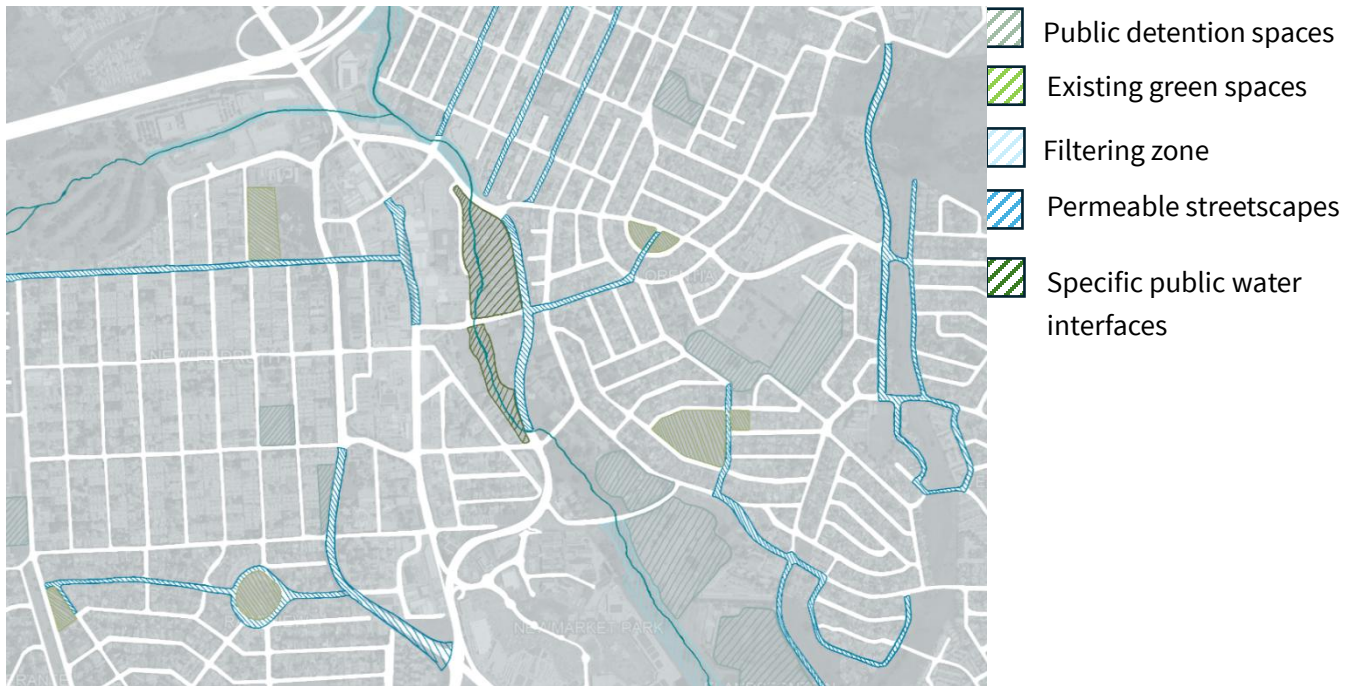 Public detention spaces
Existing green spaces
Filtering zone
Permeable streetscapes
Specific public water
interfaces
NEWMARKET PARK